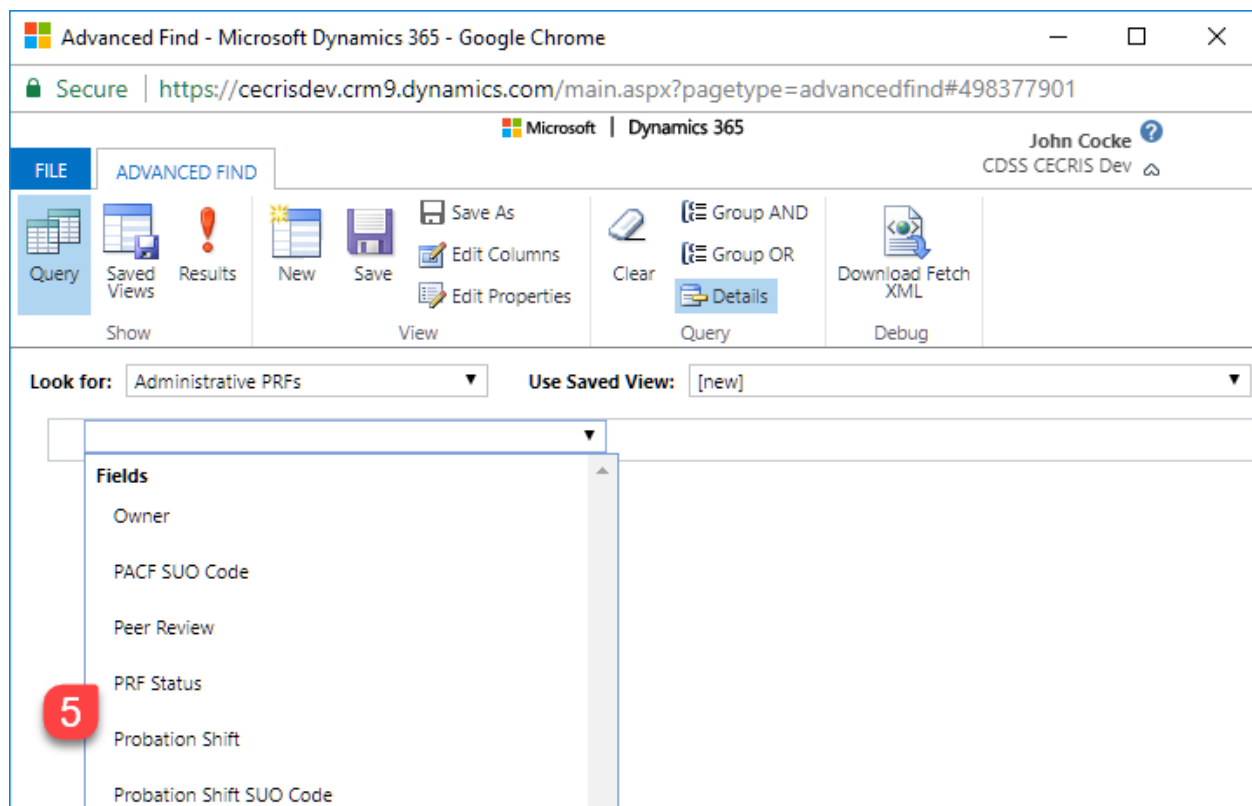 Advanced Find - Microsoft Dynamics 365 - Google Chrome
Secure | https://cecrisdev.crm9.dynamics.com/main.aspx?pagetype=advancedfind#498377901
Microsoft | Dynamics 365
John Cocke ?
CDSS CECRIS Dev
FILE ADVANCED FIND
Query
Saved Views
Results
Show
New
Save
Save As
Edit Columns
Edit Properties
View
Clear
Group AND
Group OR
Details
Query
Download Fetch XML
Debug
Look for: Administrative PRFs Use Saved View: [new]
Fields
Owner
PACF SUO Code
Peer Review
PRF Status
5
Probation Shift
Probation Shift SUO Code